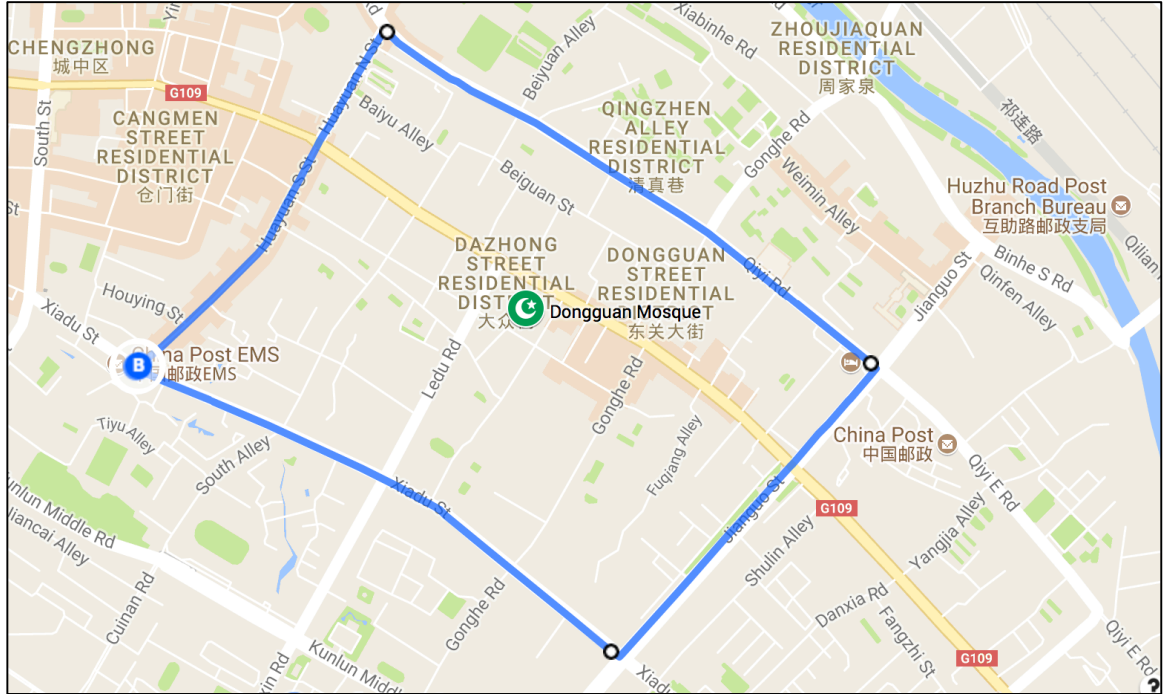 CHENGZHONG
城中区
G109
CANGMEN
STREET
RESIDENTIAL
DISTRICT
仓门街
South St
St
Huayuan N St
Huayuan S St
Baiyu Alley
Beiyuan Alley
Xiabinhe Rd
ZHOUJIAQUAN
RESIDENTIAL
DISTRICT
周家泉
QINGZHEN
ALLEY
RESIDENTIAL
DISTRICT
清真巷
Gonghe Rd
祁连路
Weimin Alley
Huzhu Road Post
Branch Bureau
互助路邮政支局
Beiguan St
DAZHONG
STREET
RESIDENTIAL
大众
Dongguan Mosque
DONGGUAN
STREET
RESIDENTIAL
东关大街
Qiyi Rd
Jianguo St
Binhe S Rd
Qinfen Alley
Houying St
Xiadu St
B
China Post EMS
邮政EMS
Ledu Rd
Gonghe Rd
Fuqiang Alley
China Post
中国邮政
Tiyu Alley
South Alley
Xiadu St
Jianguo St
G109
Qiyi E Rd
Shulin Alley
Yangjia Alley
Kunlun Middle Rd
Cuinan Rd
Gonghe Rd
Danxia Rd
Fangzhi St
Qiyi E Rd
G109
?